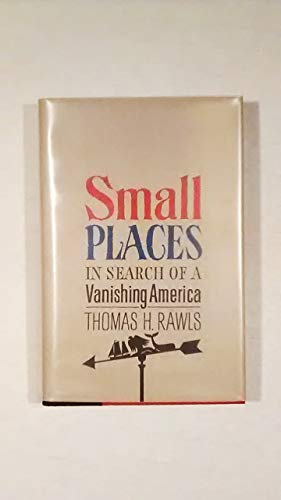 Small
PLACES
IN SEARCH OF A
Vanishing America
THOMAS H. RAWLS